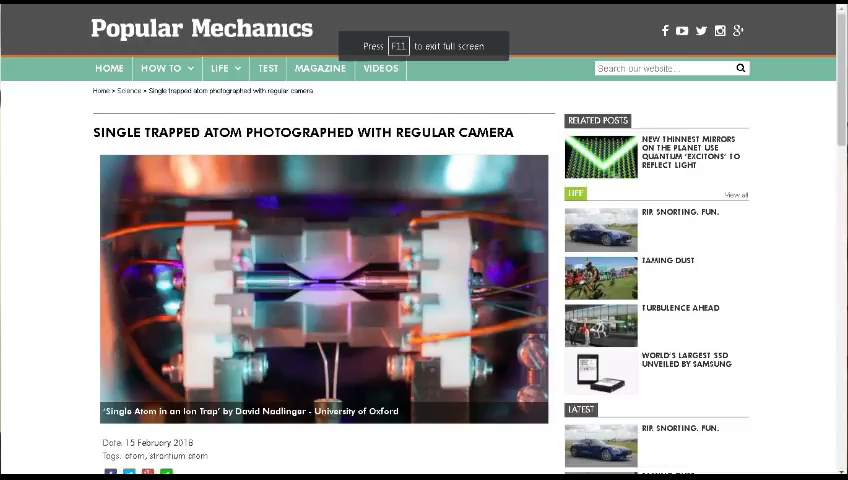 Popular Mechanics
Press F11 to exit full screen
HOME HOW TO LIFE TEST MAGAZINE VIDEOS
Search our website...
Home > Science > Single trapped atom photographed with regular camera
SINGLE TRAPPED ATOM PHOTOGRAPHED WITH REGULAR CAMERA
'Single Atom in an Ion Trap' by David Nadlinger - University of Oxford
Date: 15 February 2018
Tags: atom, strontium atom
RELATED POSTS
NEW THINNEST MIRRORS
ON THE PLANET USE
QUANTUM 'EXCITONS' TO
REFLECT LIGHT
LIFE
View all
RIP. SNORTING. FUN.
TAMING DUST
TURBULENCE AHEAD
WORLD'S LARGEST SSD
UNVEILED BY SAMSUNG
LATEST
RIP. SNORTING. FUN.